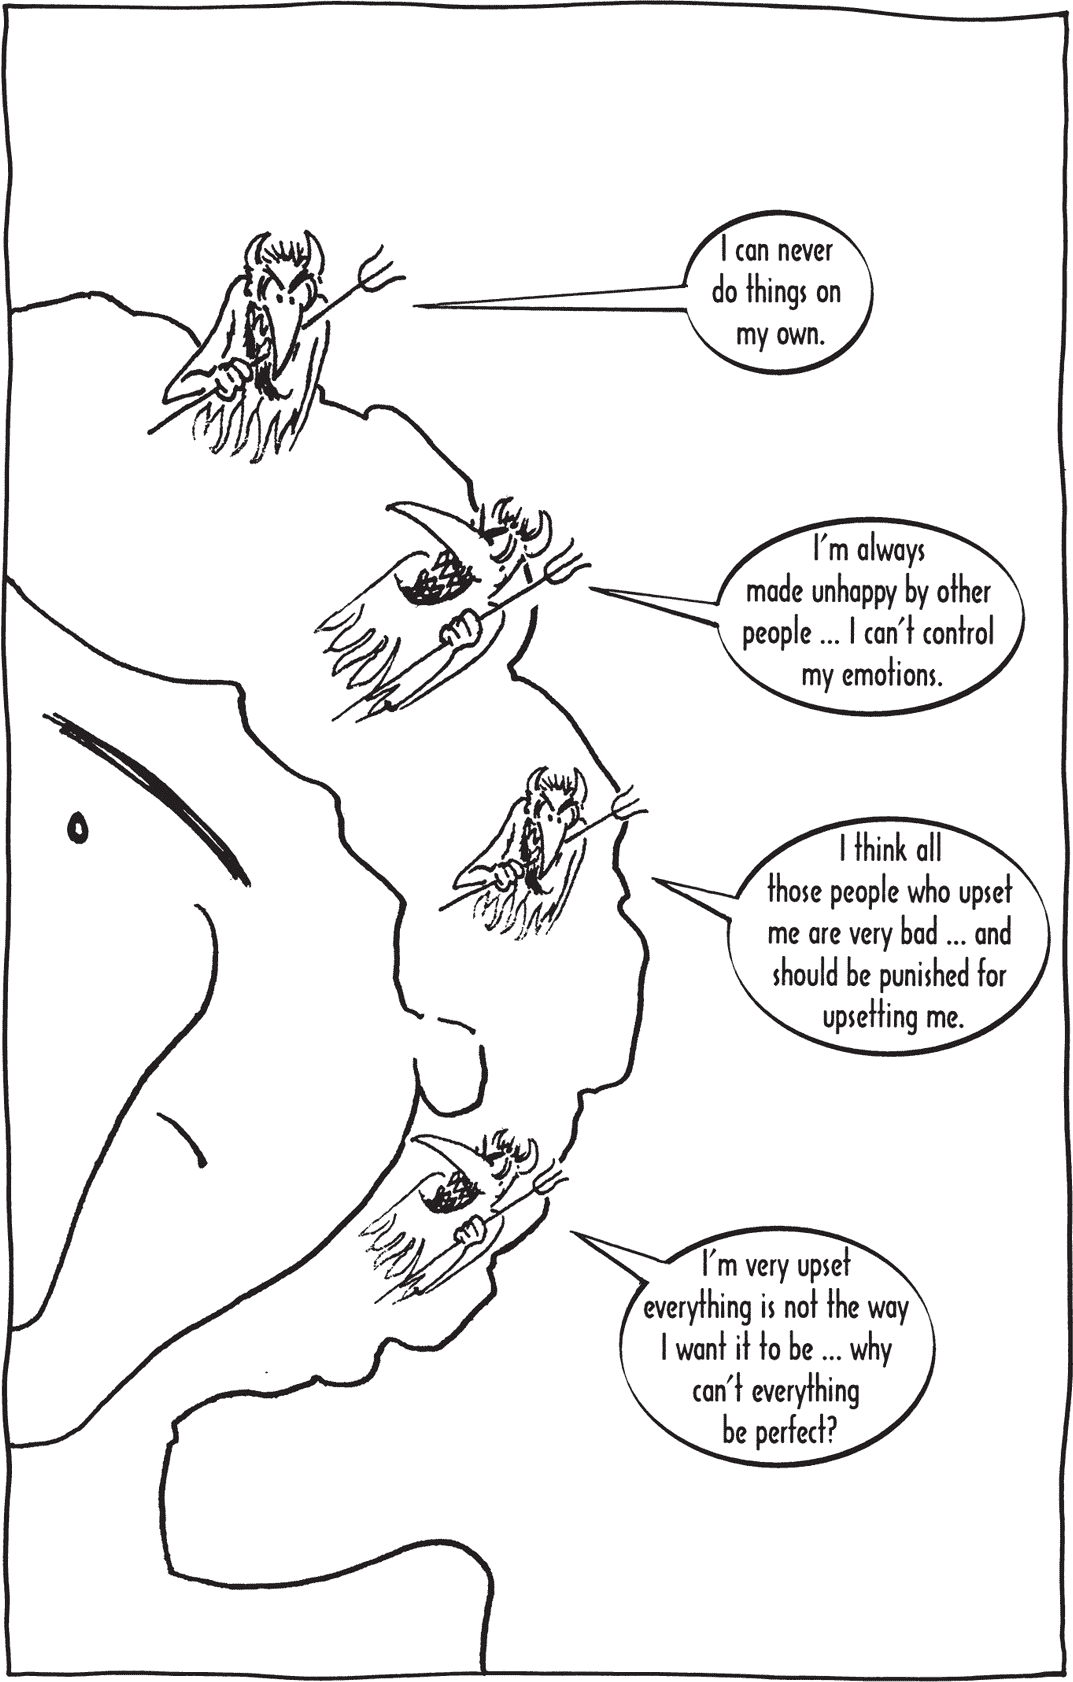 I can never
do things on
my own.
I'm always
made unhappy by other
people ... I can't control
my emotions.
I think all
those people who upset
me are very bad ... and
should be punished for
upsetting me.
I'm very upset
everything is not the way
I want it to be ... why
can't everything
be perfect?